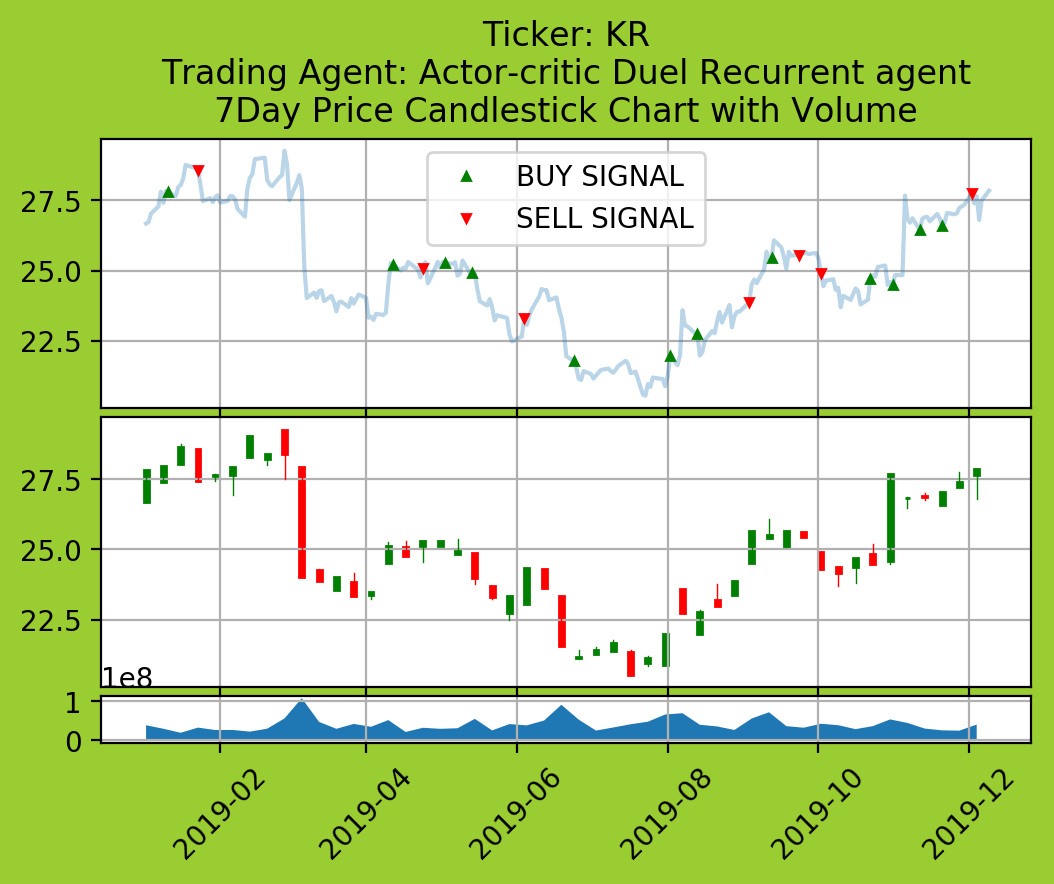 Ticker: KR
Trading Agent: Actor-critic Duel Recurrent agent
7Day Price Candlestick Chart with Volume
BUY SIGNAL
SELL SIGNAL
27.5
25.0
22.5
27.5
25.0
22.5
1e8
1
0
2019-02
2019-04
2019-06
2019-08
2019-10
2019-12